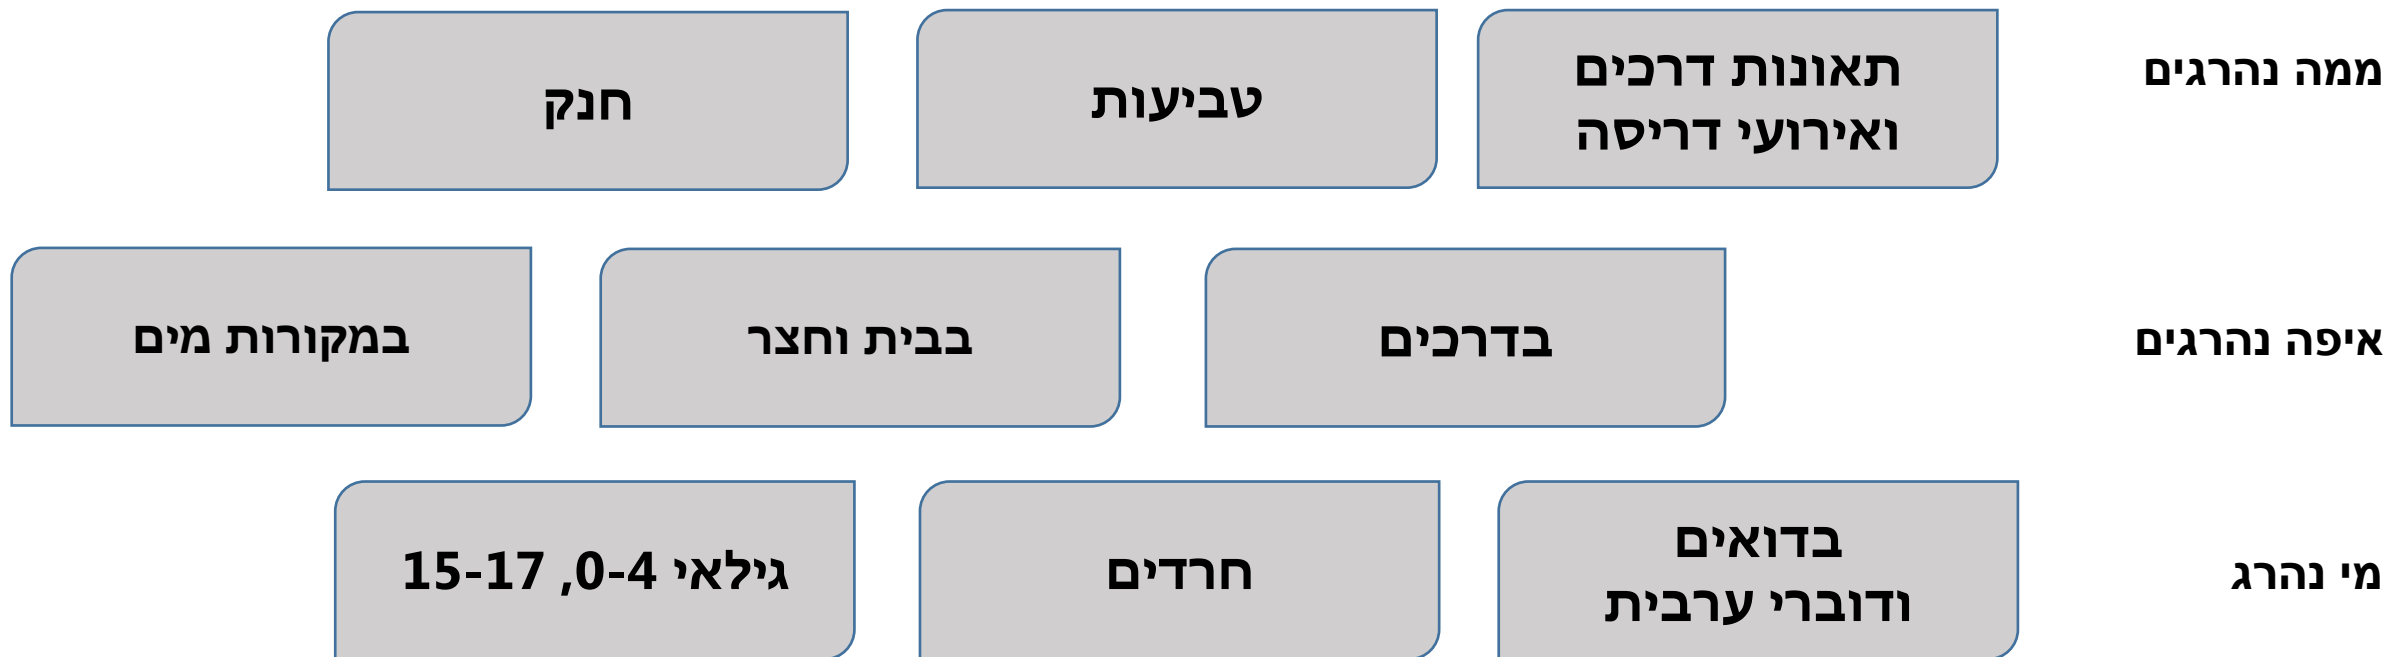 ממה נהרגים
תאונות דרכים
ואירועי דריסה
טביעות
חנק
איפה נהרגים
בדרכים
בבית וחצר
במקורות מים
מי נהרג
בדואים
ודוברי ערבית
חרדים
גילאי 0-4, 15-17